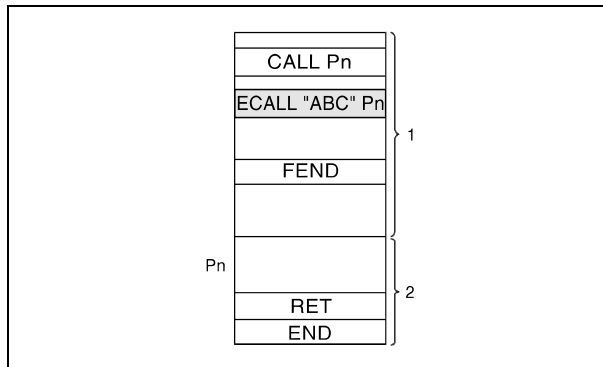 CALL Pn
ECALL "ABC" Pn
1
FEND
Pn
2
RET
END